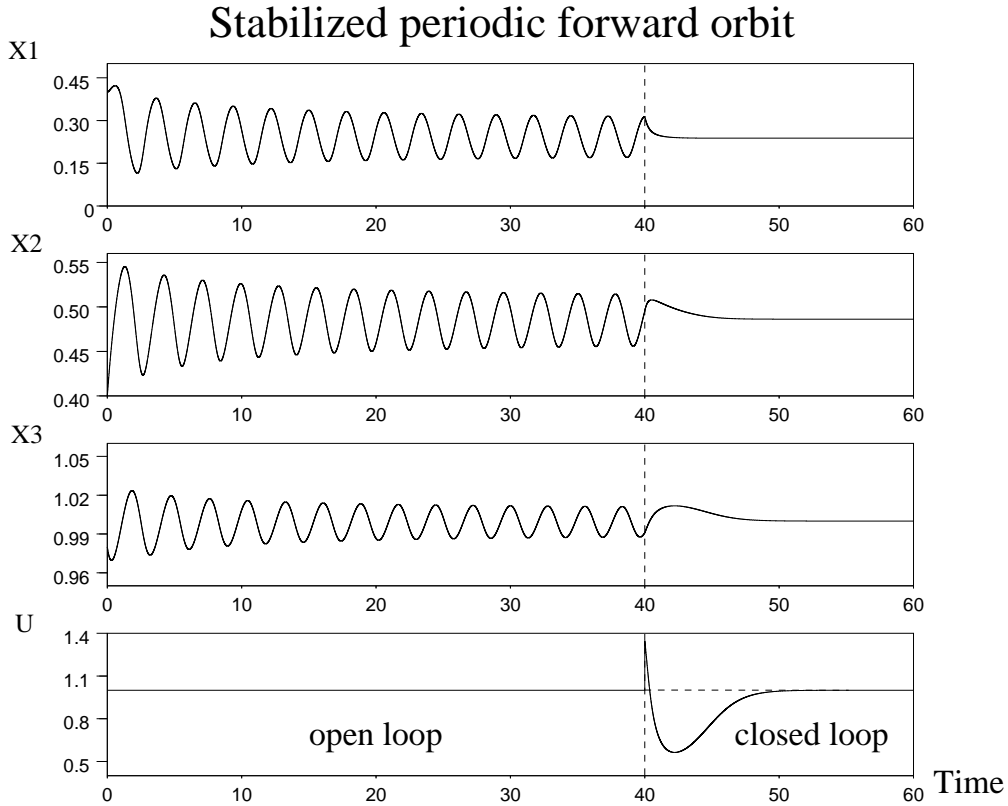 Stabilized periodic forward orbit
X1
0.45
0.30
0.15
0
0 10 20 30 40 50 60
X2
0.55
0.50
0.45
0.40
0 10 20 30 40 50 60
X3
1.05
1.02
0.99
0.96
0 10 20 30 40 50 60
U
1.4
1.1
0.8
0.5
open loop closed loop
0 10 20 30 40 50 60
Time